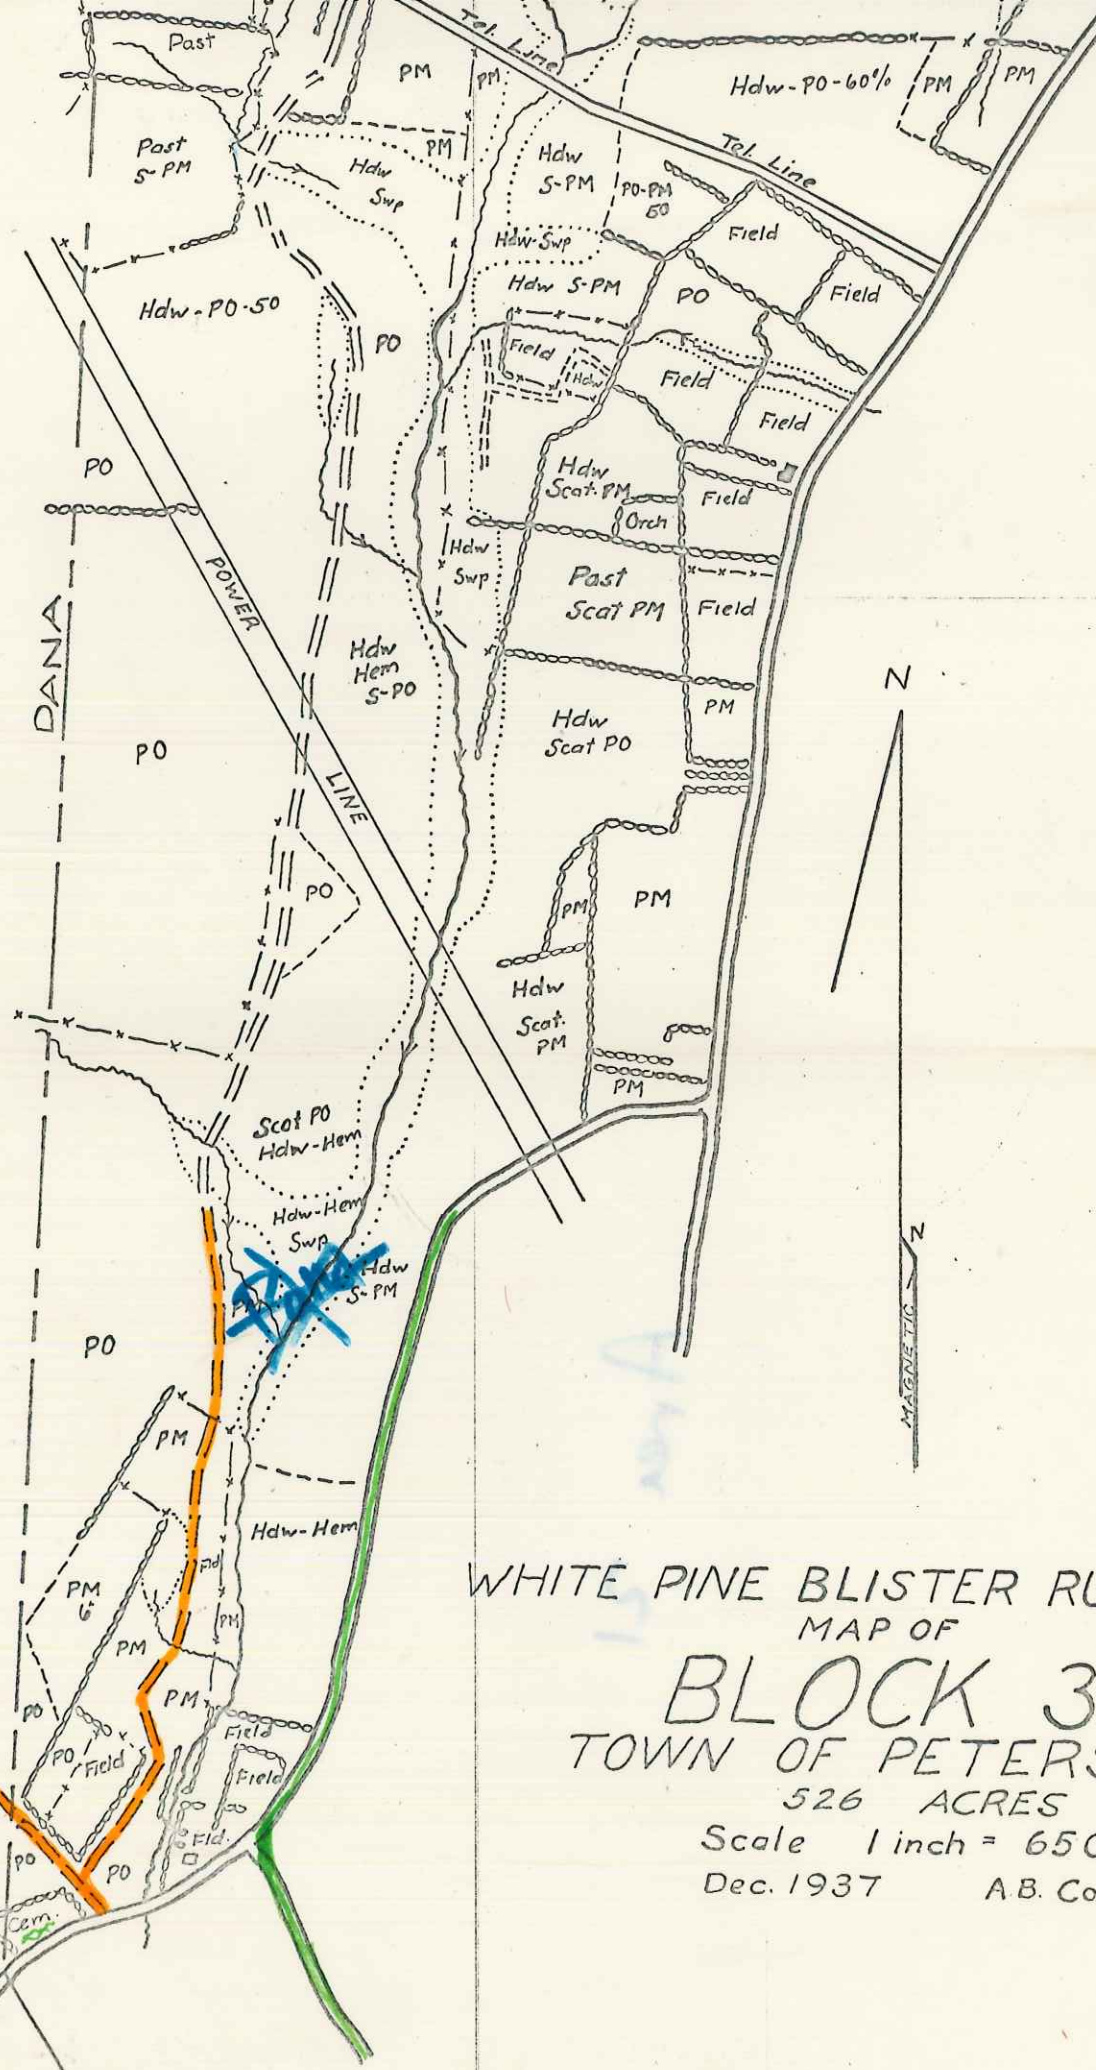 Tel. Line
Past
PM
PM
Hdw-PO-60%
PM
PM
Past
S-PM
PM
Hdw
Swp
Hdw
S-PM
Tel. Line
PO-PM
50
Field
Hdw-Swp
Hdw S-PM
PO
Field
Hdw-PO-50
PO
Field
Hdw
Field
Field
PO
Hdw
Scat. PM
Field
Orch
Hdw
Swp
POWER
Past
Scat PM
Field
DANA
Hdw
Hem
S-PO
PM
N
Hdw
Scat PO
PO
LINE
PO
PM
PM
Hdw
Scat.
PM
PM
Scat PO
Hdw-Hem
Hdw-Hem
Swp
Hdw
S-PM
N
MAGNETIC
PO
PM
Hdw-Hem
Fld
PM
6"
PM
PM
PM
PO
PO
Field
Field
Field
Fld.
PO
PO
Cem.
WHITE PINE BLISTER RU
MAP OF
BLOCK 3
TOWN OF PETERS
526 ACRES
Scale 1 inch = 650
Dec. 1937 A.B. Co